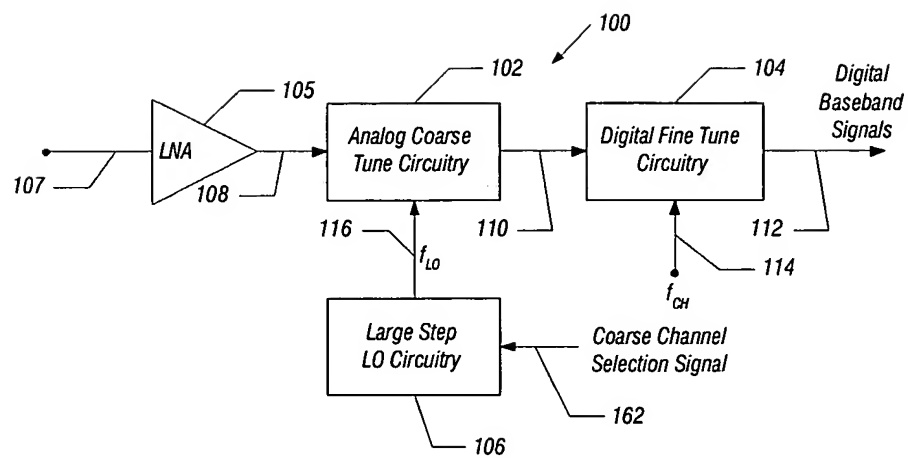 100
102
104
Digital
Baseband
Signals
105
LNA
Analog Coarse
Tune Circuitry
Digital Fine Tune
Circuitry
107
108
116
110
112
114
f_LO
f_CH
Large Step
LO Circuitry
Coarse Channel
Selection Signal
162
106